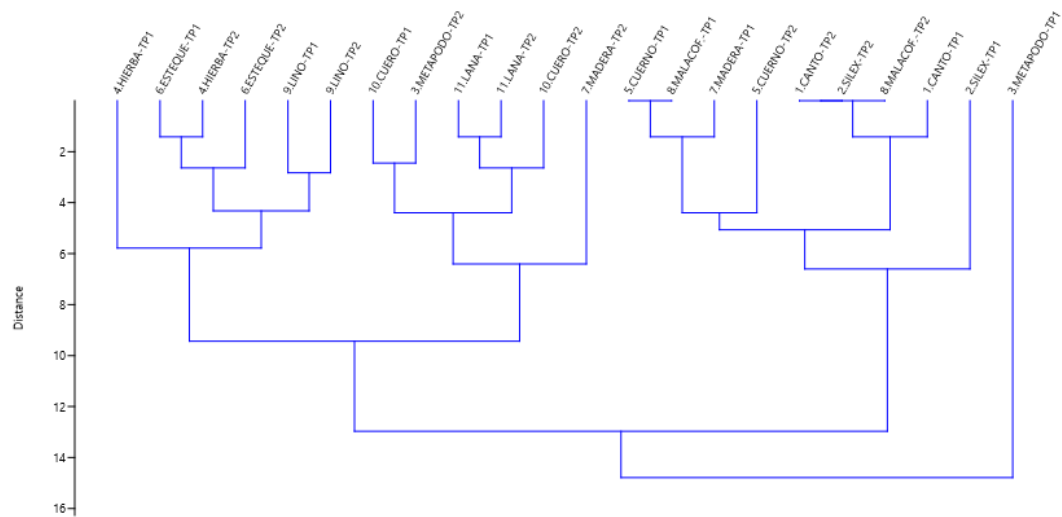 4.HIERBA-TP1
6.ESTEQUE-TP1
4.HIERBA-TP2
6.ESTEQUE-TP2
9.LINO-TP1
9.LINO-TP2
10.CUERO-TP1
3.METAPODO-TP2
11.LANA-TP1
11.LANA-TP2
10.CUERO-TP2
7.MADERA-TP2
5.CUERNO-TP1
8.MALACOF.-TP1
7.MADERA-TP1
5.CUERNO-TP2
1.CANTO-TP2
2.SILEX-TP2
8.MALACOF.-TP2
1.CANTO-TP1
2.SILEX-TP1
3.METAPODO-TP1
2
4
6
8
10
12
14
16
Distance